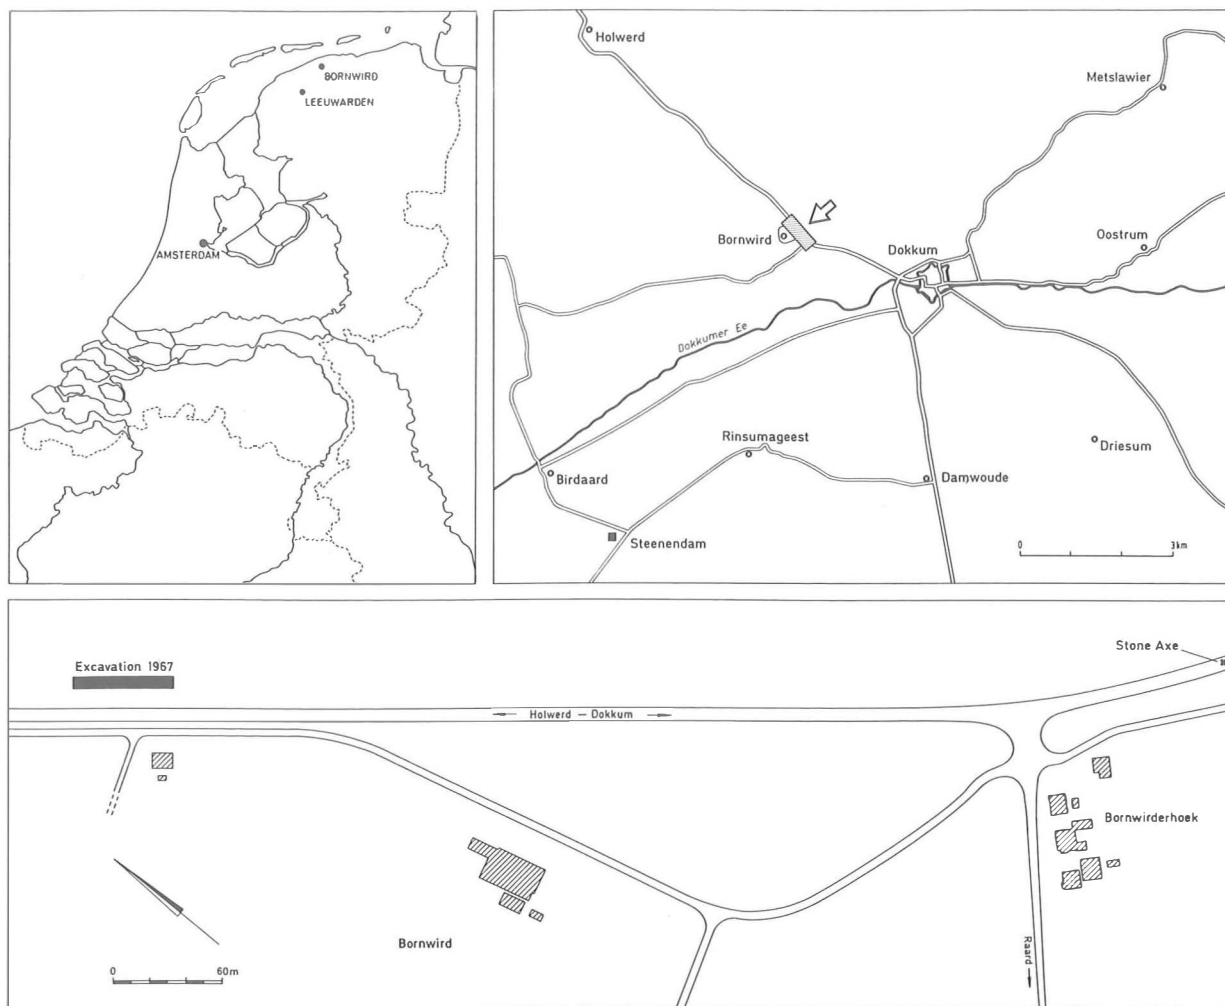 BORNWIRD
LEEUWARDEN
AMSTERDAM
Holwerd
Metslawier
Bornwird
Dokkum
Oostrum
Dokkumer Ee
Rinsumageest
Driesum
Birdaard
Damwoude
Steenendam
0 3km
Excavation 1967
Stone Axe
Holwerd – Dokkum
Bornwirderhoek
Bornwird
Raard
0 60m